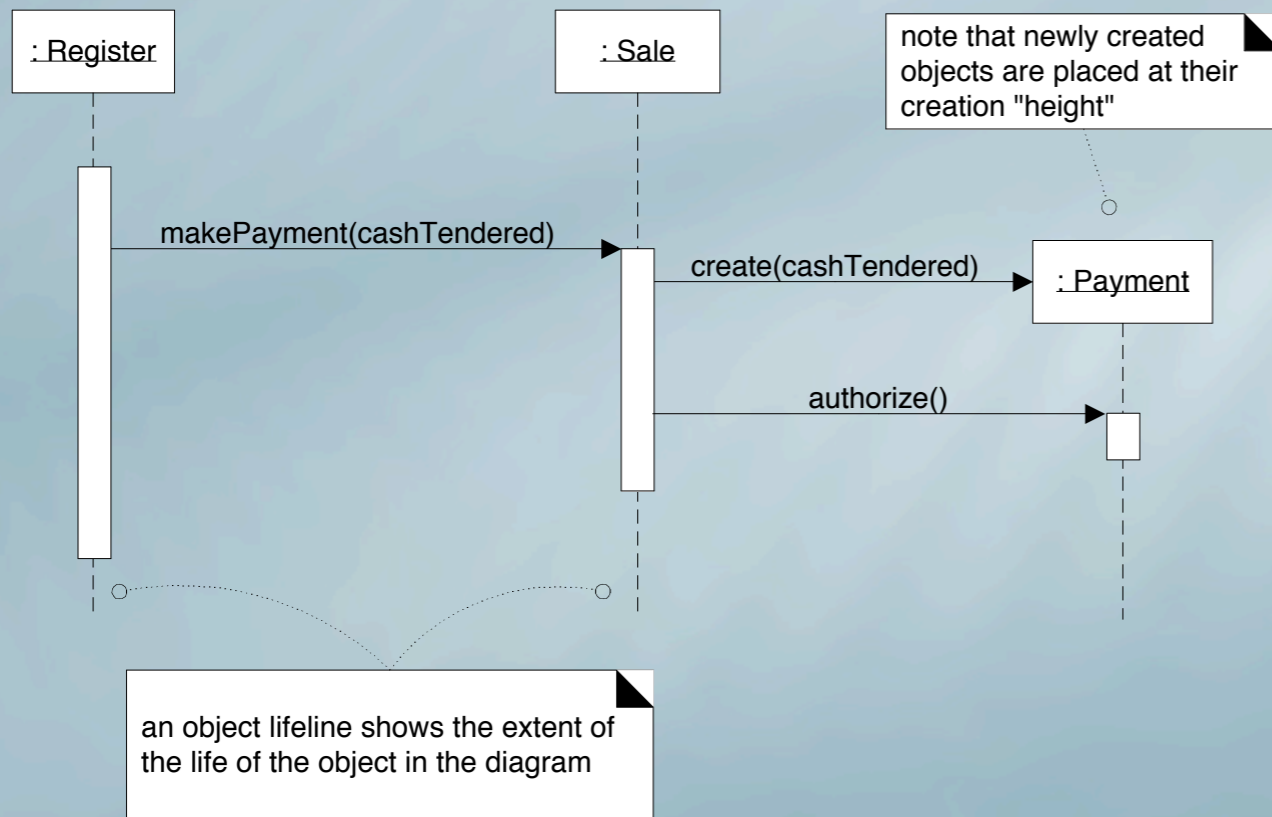 : Register
: Sale
note that newly created
objects are placed at their
creation "height"
makePayment(cashTendered)
create(cashTendered)
: Payment
authorize()
an object lifeline shows the extent of
the life of the object in the diagram